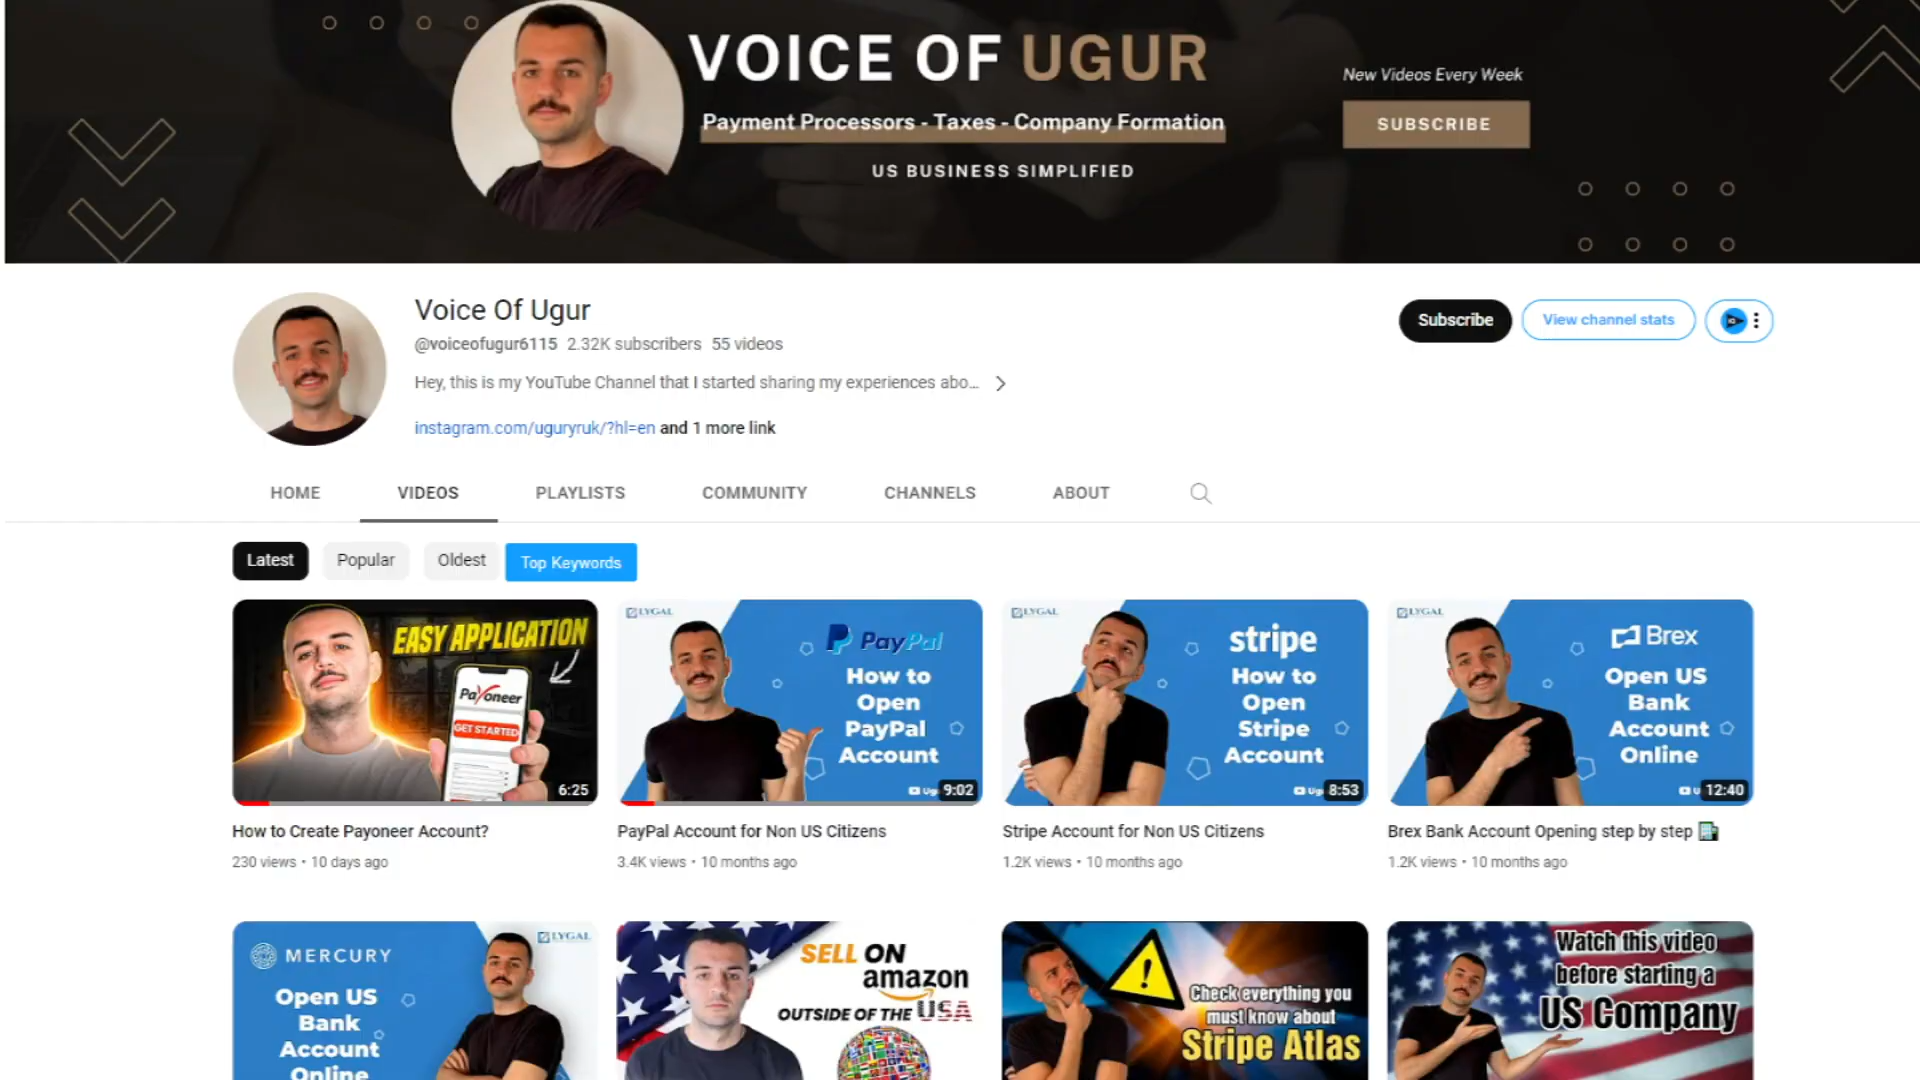 VOICE OF UGUR
Payment Processors - Taxes - Company Formation
US BUSINESS SIMPLIFIED
New Videos Every Week
SUBSCRIBE
Voice Of Ugur
@voiceofugur6115 2.32K subscribers 55 videos
Hey, this is my YouTube Channel that I started sharing my experiences abo...
instagram.com/uguryruk/?hl=en and 1 more link
Subscribe
View channel stats
HOME VIDEOS PLAYLISTS COMMUNITY CHANNELS ABOUT
Latest Popular Oldest Top Keywords
EASY APPLICATION
Payoneer
GET STARTED
6:25
How to Create Payoneer Account?
230 views • 10 days ago
LYGAL
PayPal
How to
Open
PayPal
Account
9:02
PayPal Account for Non US Citizens
3.4K views • 10 months ago
LYGAL
stripe
How to
Open
Stripe
Account
8:53
Stripe Account for Non US Citizens
1.2K views • 10 months ago
LYGAL
Brex
Open US
Bank
Account
Online
12:40
Brex Bank Account Opening step by step
1.2K views • 10 months ago
MERCURY
LYGAL
Open US
Bank
Account
Online
SELL ON
amazon
OUTSIDE OF THE USA
Check everything you
must know about
Stripe Atlas
Watch this video
before starting a
US Company